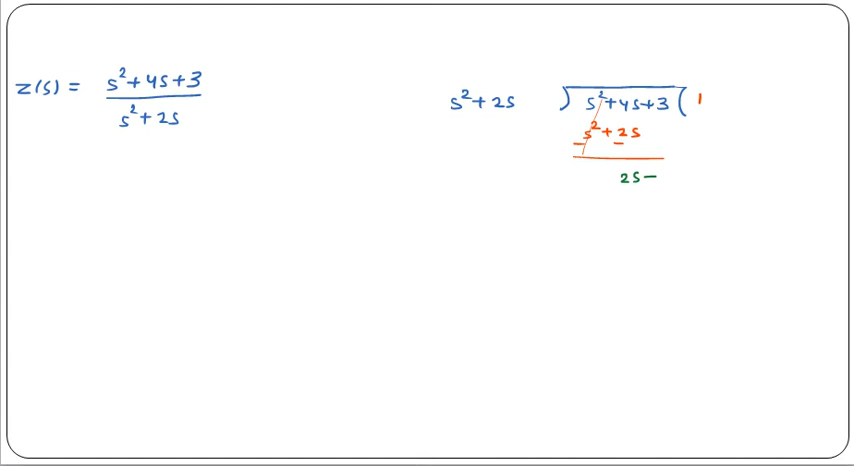 z(s) = s²+4s+3
s²+2s
s²+2s ) s²+4s+3 ( 1
s²+2s
- -
2s-